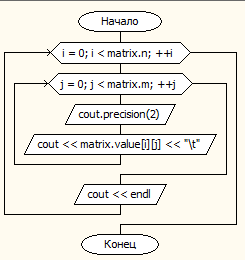 Начало
i = 0; i < matrix.n; ++i
j = 0; j < matrix.m; ++j
cout.precision(2)
cout << matrix.value[i][j] << "\t"
cout << endl
Конец